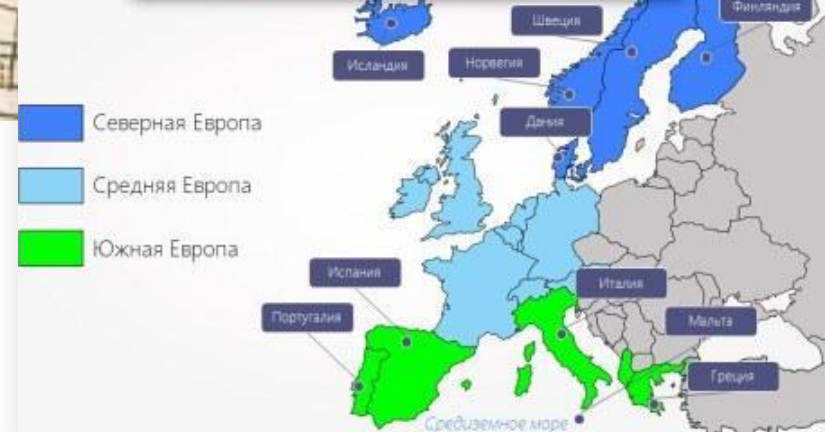 Финляндия
Швеция
Исландия
Норвегия
Дания
Северная Европа
Средняя Европа
Южная Европа
Испания
Италия
Португалия
Мальта
Греция
Средиземное море